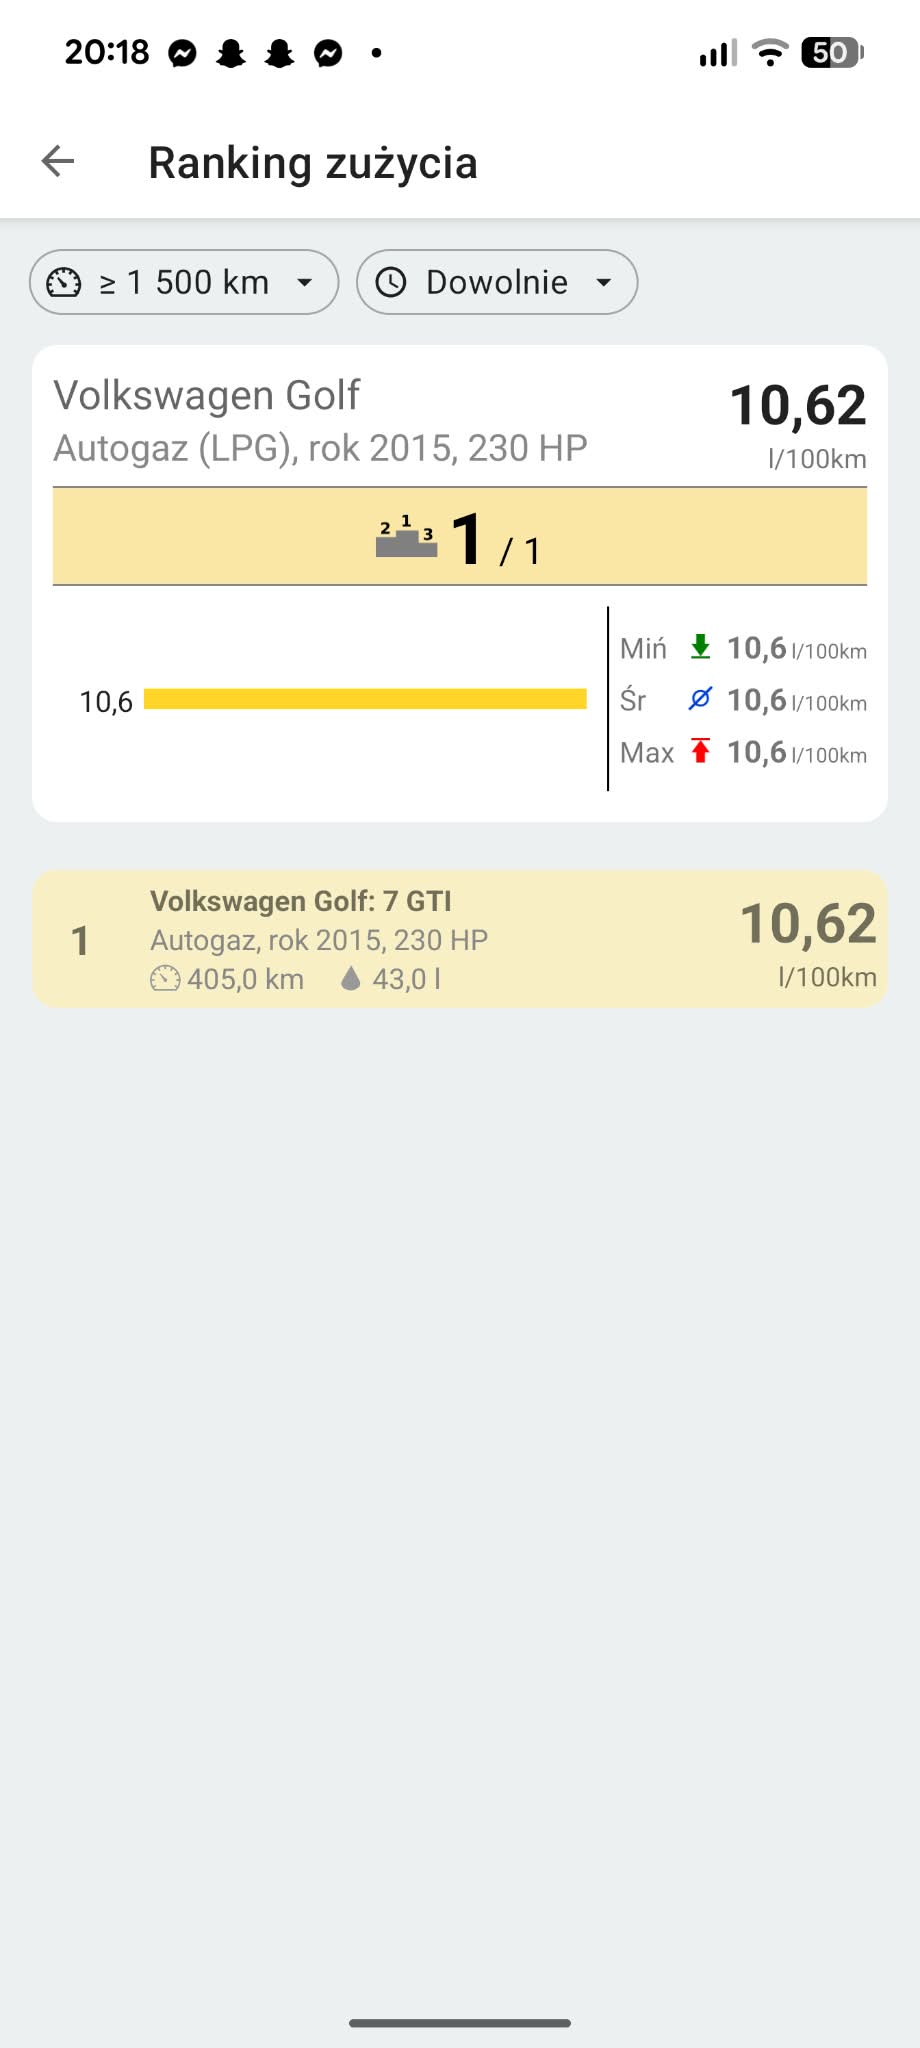 20:18
50
Ranking zużycia
≥ 1 500 km
Dowolnie
Volkswagen Golf
Autogaz (LPG), rok 2015, 230 HP
10,62
l/100km
2 1 3
1 / 1
10,6
Miń 10,6 l/100km
Śr 10,6 l/100km
Max 10,6 l/100km
1
Volkswagen Golf: 7 GTI
Autogaz, rok 2015, 230 HP
405,0 km 43,0 l
10,62
l/100km